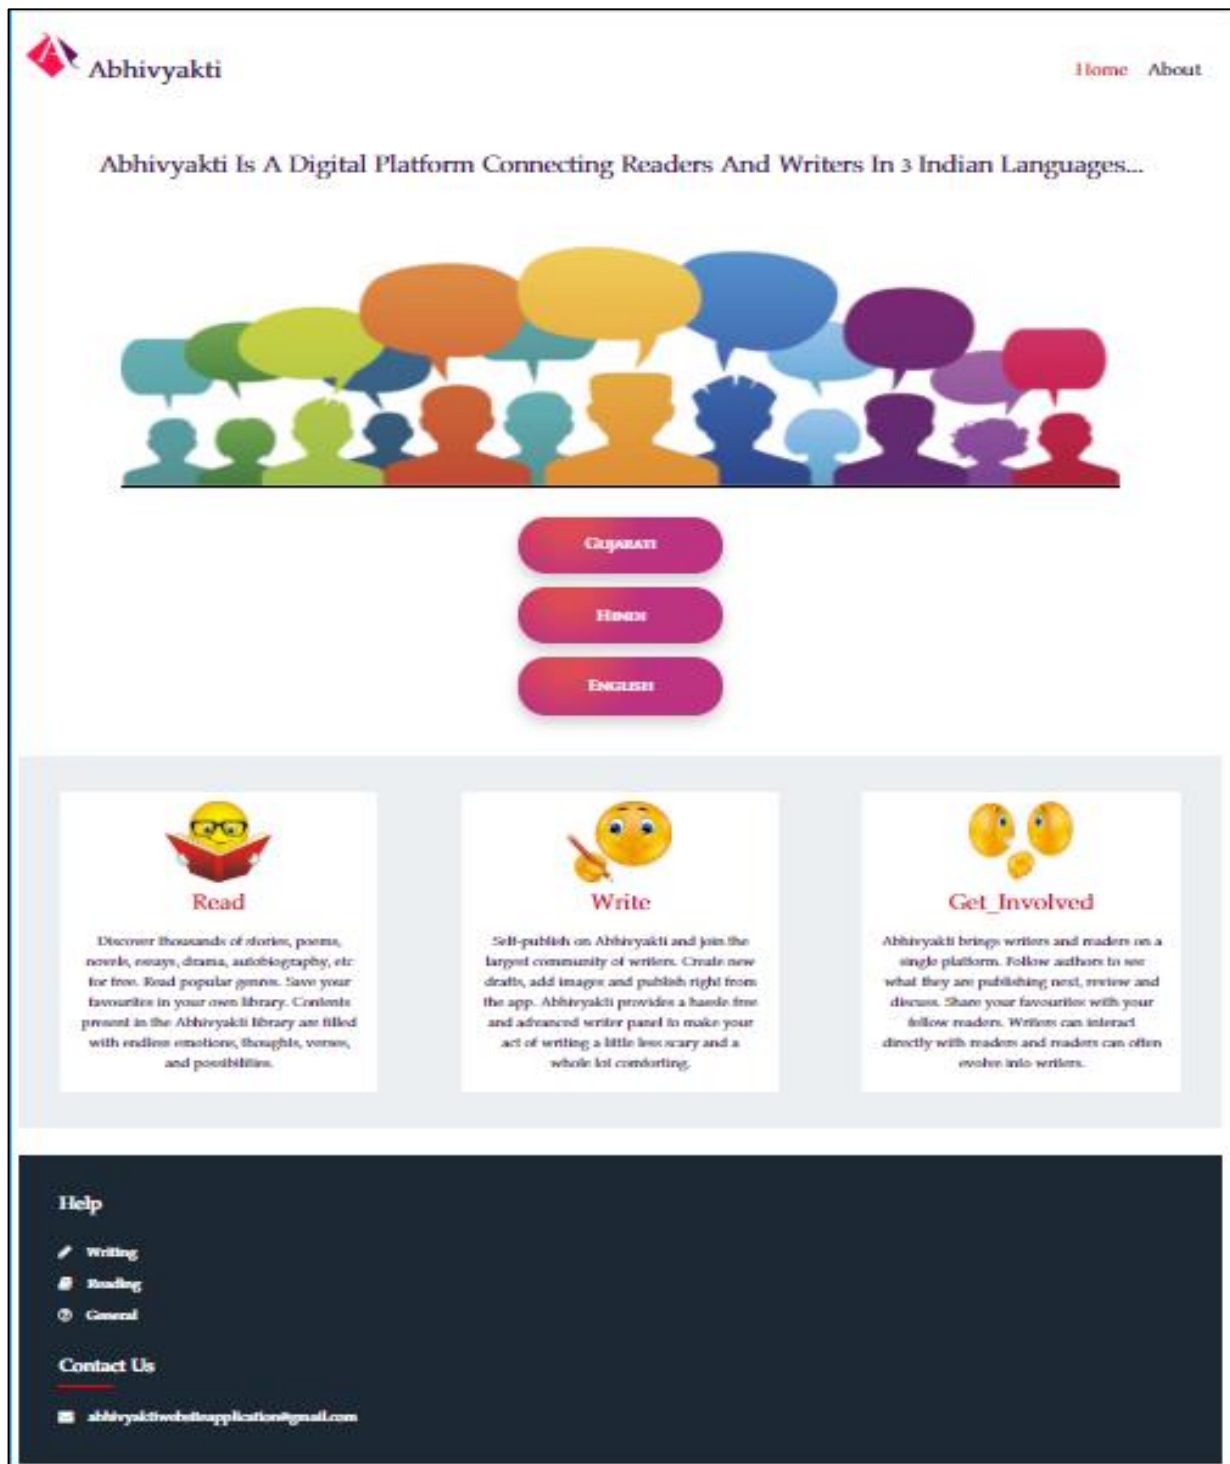 Abhivyakti
Home About
Abhivyakti Is A Digital Platform Connecting Readers And Writers In 3 Indian Languages...
Gujarati
Hindi
English
Read
Discover thousands of stories, poems,
novels, essays, drama, autobiography, etc
for free. Read popular genres. Save your
favourites in your own library. Contents
present in the Abhivyakti library are filled
with endless emotions, thoughts, verses,
and possibilities.
Write
Self-publish on Abhivyakti and join the
largest community of writers. Create new
drafts, add images and publish right from
the app. Abhivyakti provides a hassle free
and advanced writer panel to make your
act of writing a little less scary and a
whole lot comforting.
Get_Involved
Abhivyakti brings writers and readers on a
single platform. Follow authors to see
what they are publishing next, review and
discuss. Share your favourites with your
fellow readers. Writers can interact
directly with readers and readers can often
evolve into writers.
Help
Writing
Reading
General
Contact Us
abhivyaktiwebsiteapplication@gmail.com